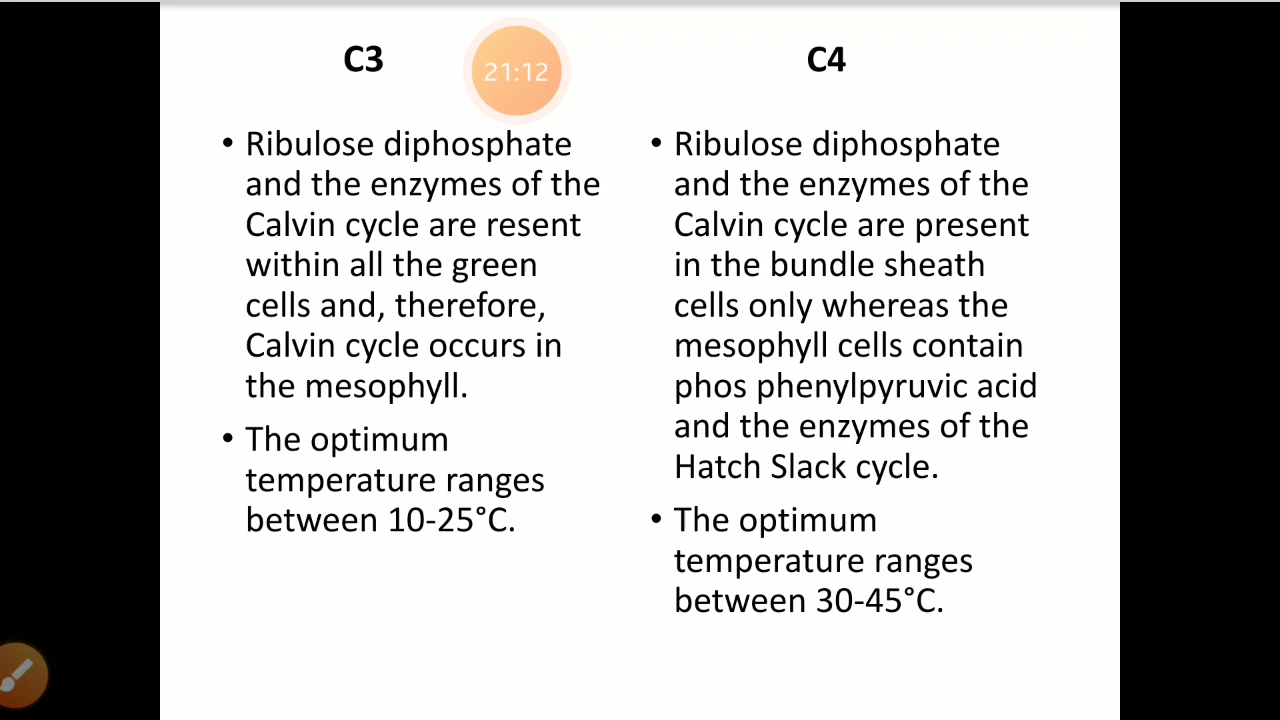 C3
21:12
C4
• Ribulose diphosphate
and the enzymes of the
Calvin cycle are resent
within all the green
cells and, therefore,
Calvin cycle occurs in
the mesophyll.
• The optimum
temperature ranges
between 10-25°C.
• Ribulose diphosphate
and the enzymes of the
Calvin cycle are present
in the bundle sheath
cells only whereas the
mesophyll cells contain
phos phenylpyruvic acid
and the enzymes of the
Hatch Slack cycle.
• The optimum
temperature ranges
between 30-45°C.